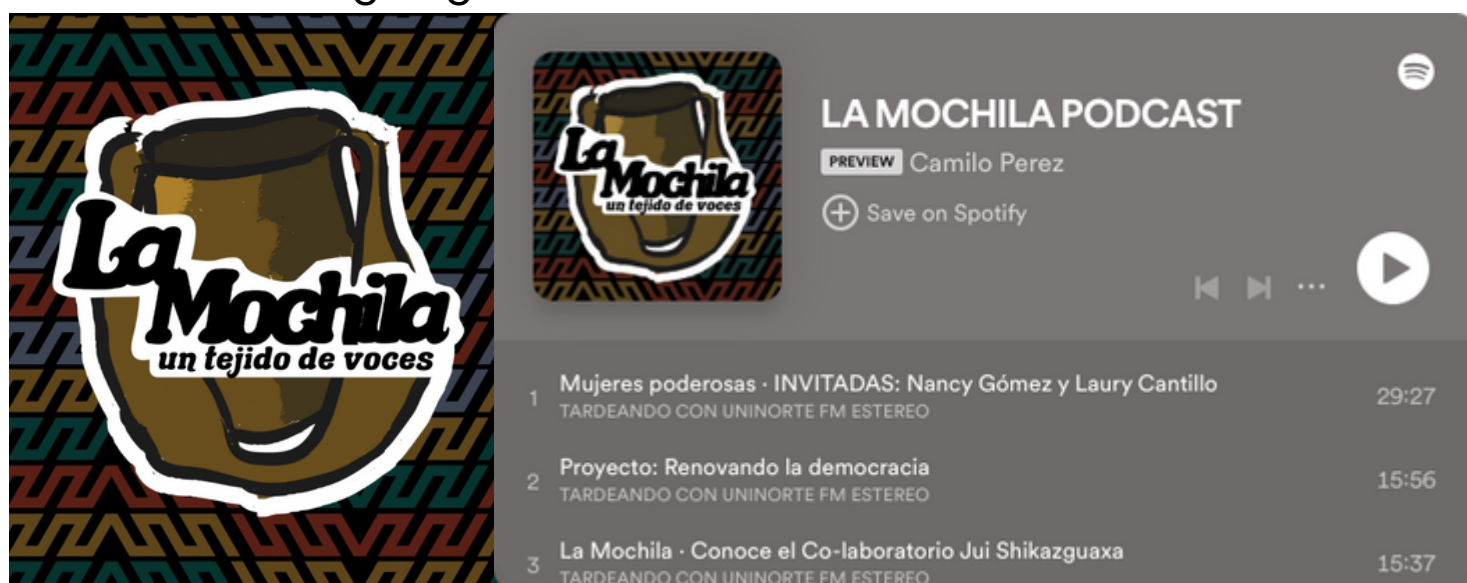 La
Mochila
un tejido de voces
La
Mochila
un tejido de voces
LA MOCHILA PODCAST
PREVIEW Camilo Perez
Save on Spotify
1 Mujeres poderosas · INVITADAS: Nancy Gómez y Laury Cantillo 29:27
TARDEANDO CON UNINORTE FM ESTEREO
2 Proyecto: Renovando la democracia 15:56
TARDEANDO CON UNINORTE FM ESTEREO
3 La Mochila · Conoce el Co-laboratorio Jui Shikazguaxa 15:37
TARDEANDO CON UNINORTE FM ESTEREO